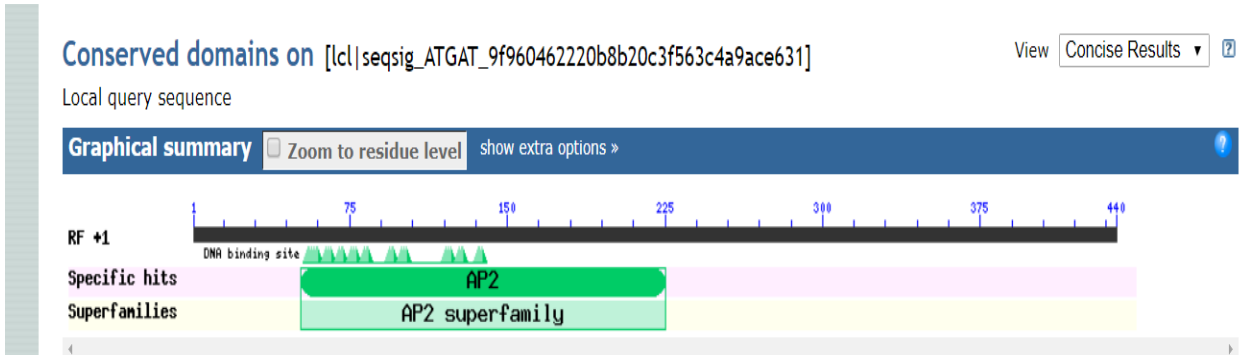 Conserved domains on [lcl|seqsig_ATGAT_9f960462220b8b20c3f563c4a9ace631] View Concise Results ▼ ?
Local query sequence
Graphical summary Zoom to residue level show extra options » ?
1 75 150 225 300 375 440
RF +1
DNA binding site
Specific hits AP2
Superfamilies AP2 superfamily